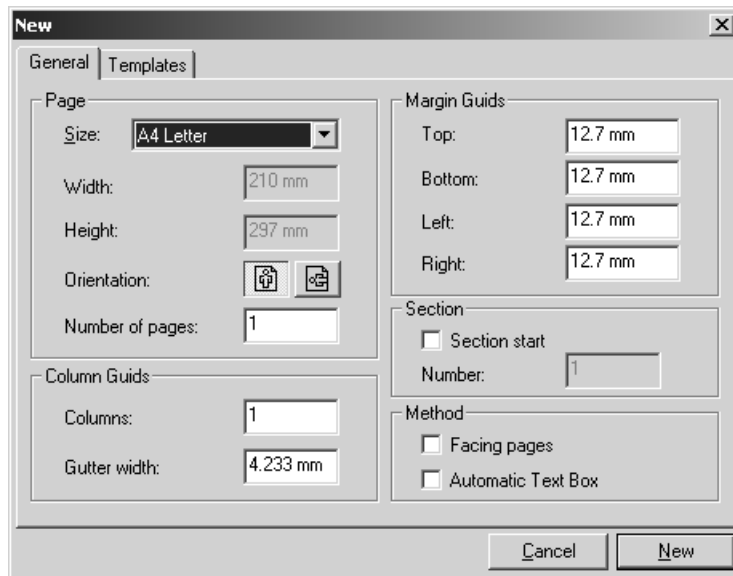 New
General Templates
Page
Size: A4 Letter
Width: 210 mm
Height: 297 mm
Orientation:
Number of pages: 1
Column Guids
Columns: 1
Gutter width: 4.233 mm
Margin Guids
Top: 12.7 mm
Bottom: 12.7 mm
Left: 12.7 mm
Right: 12.7 mm
Section
Section start
Number: 1
Method
Facing pages
Automatic Text Box
Cancel New